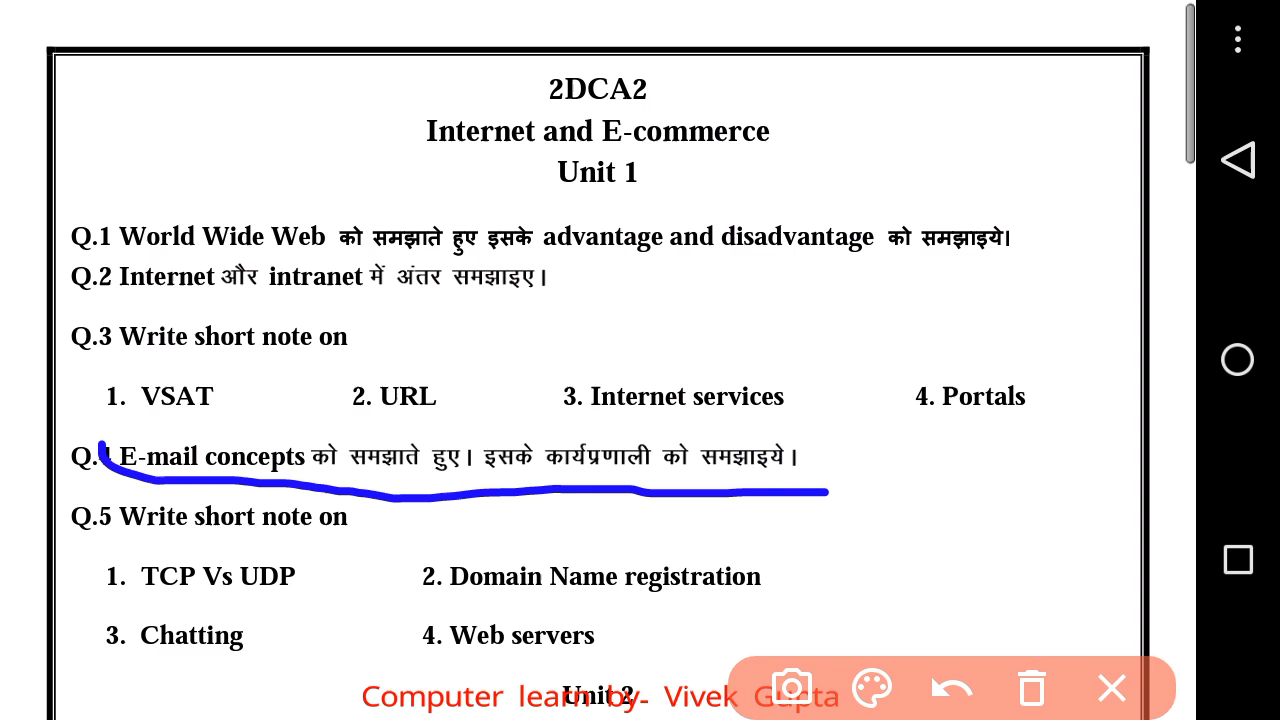 2DCA2
Internet and E-commerce
Unit 1
Q.1 World Wide Web को समझाते हुए इसके advantage and disadvantage को समझाइये।
Q.2 Internet और intranet में अंतर समझाइए।
Q.3 Write short note on
1. VSAT 2. URL 3. Internet services 4. Portals
Q.4 E-mail concepts को समझाते हुए। इसके कार्यप्रणाली को समझाइये।
Q.5 Write short note on
1. TCP Vs UDP 2. Domain Name registration
3. Chatting 4. Web servers
Unit 2
Computer learn by- Vivek Gupta